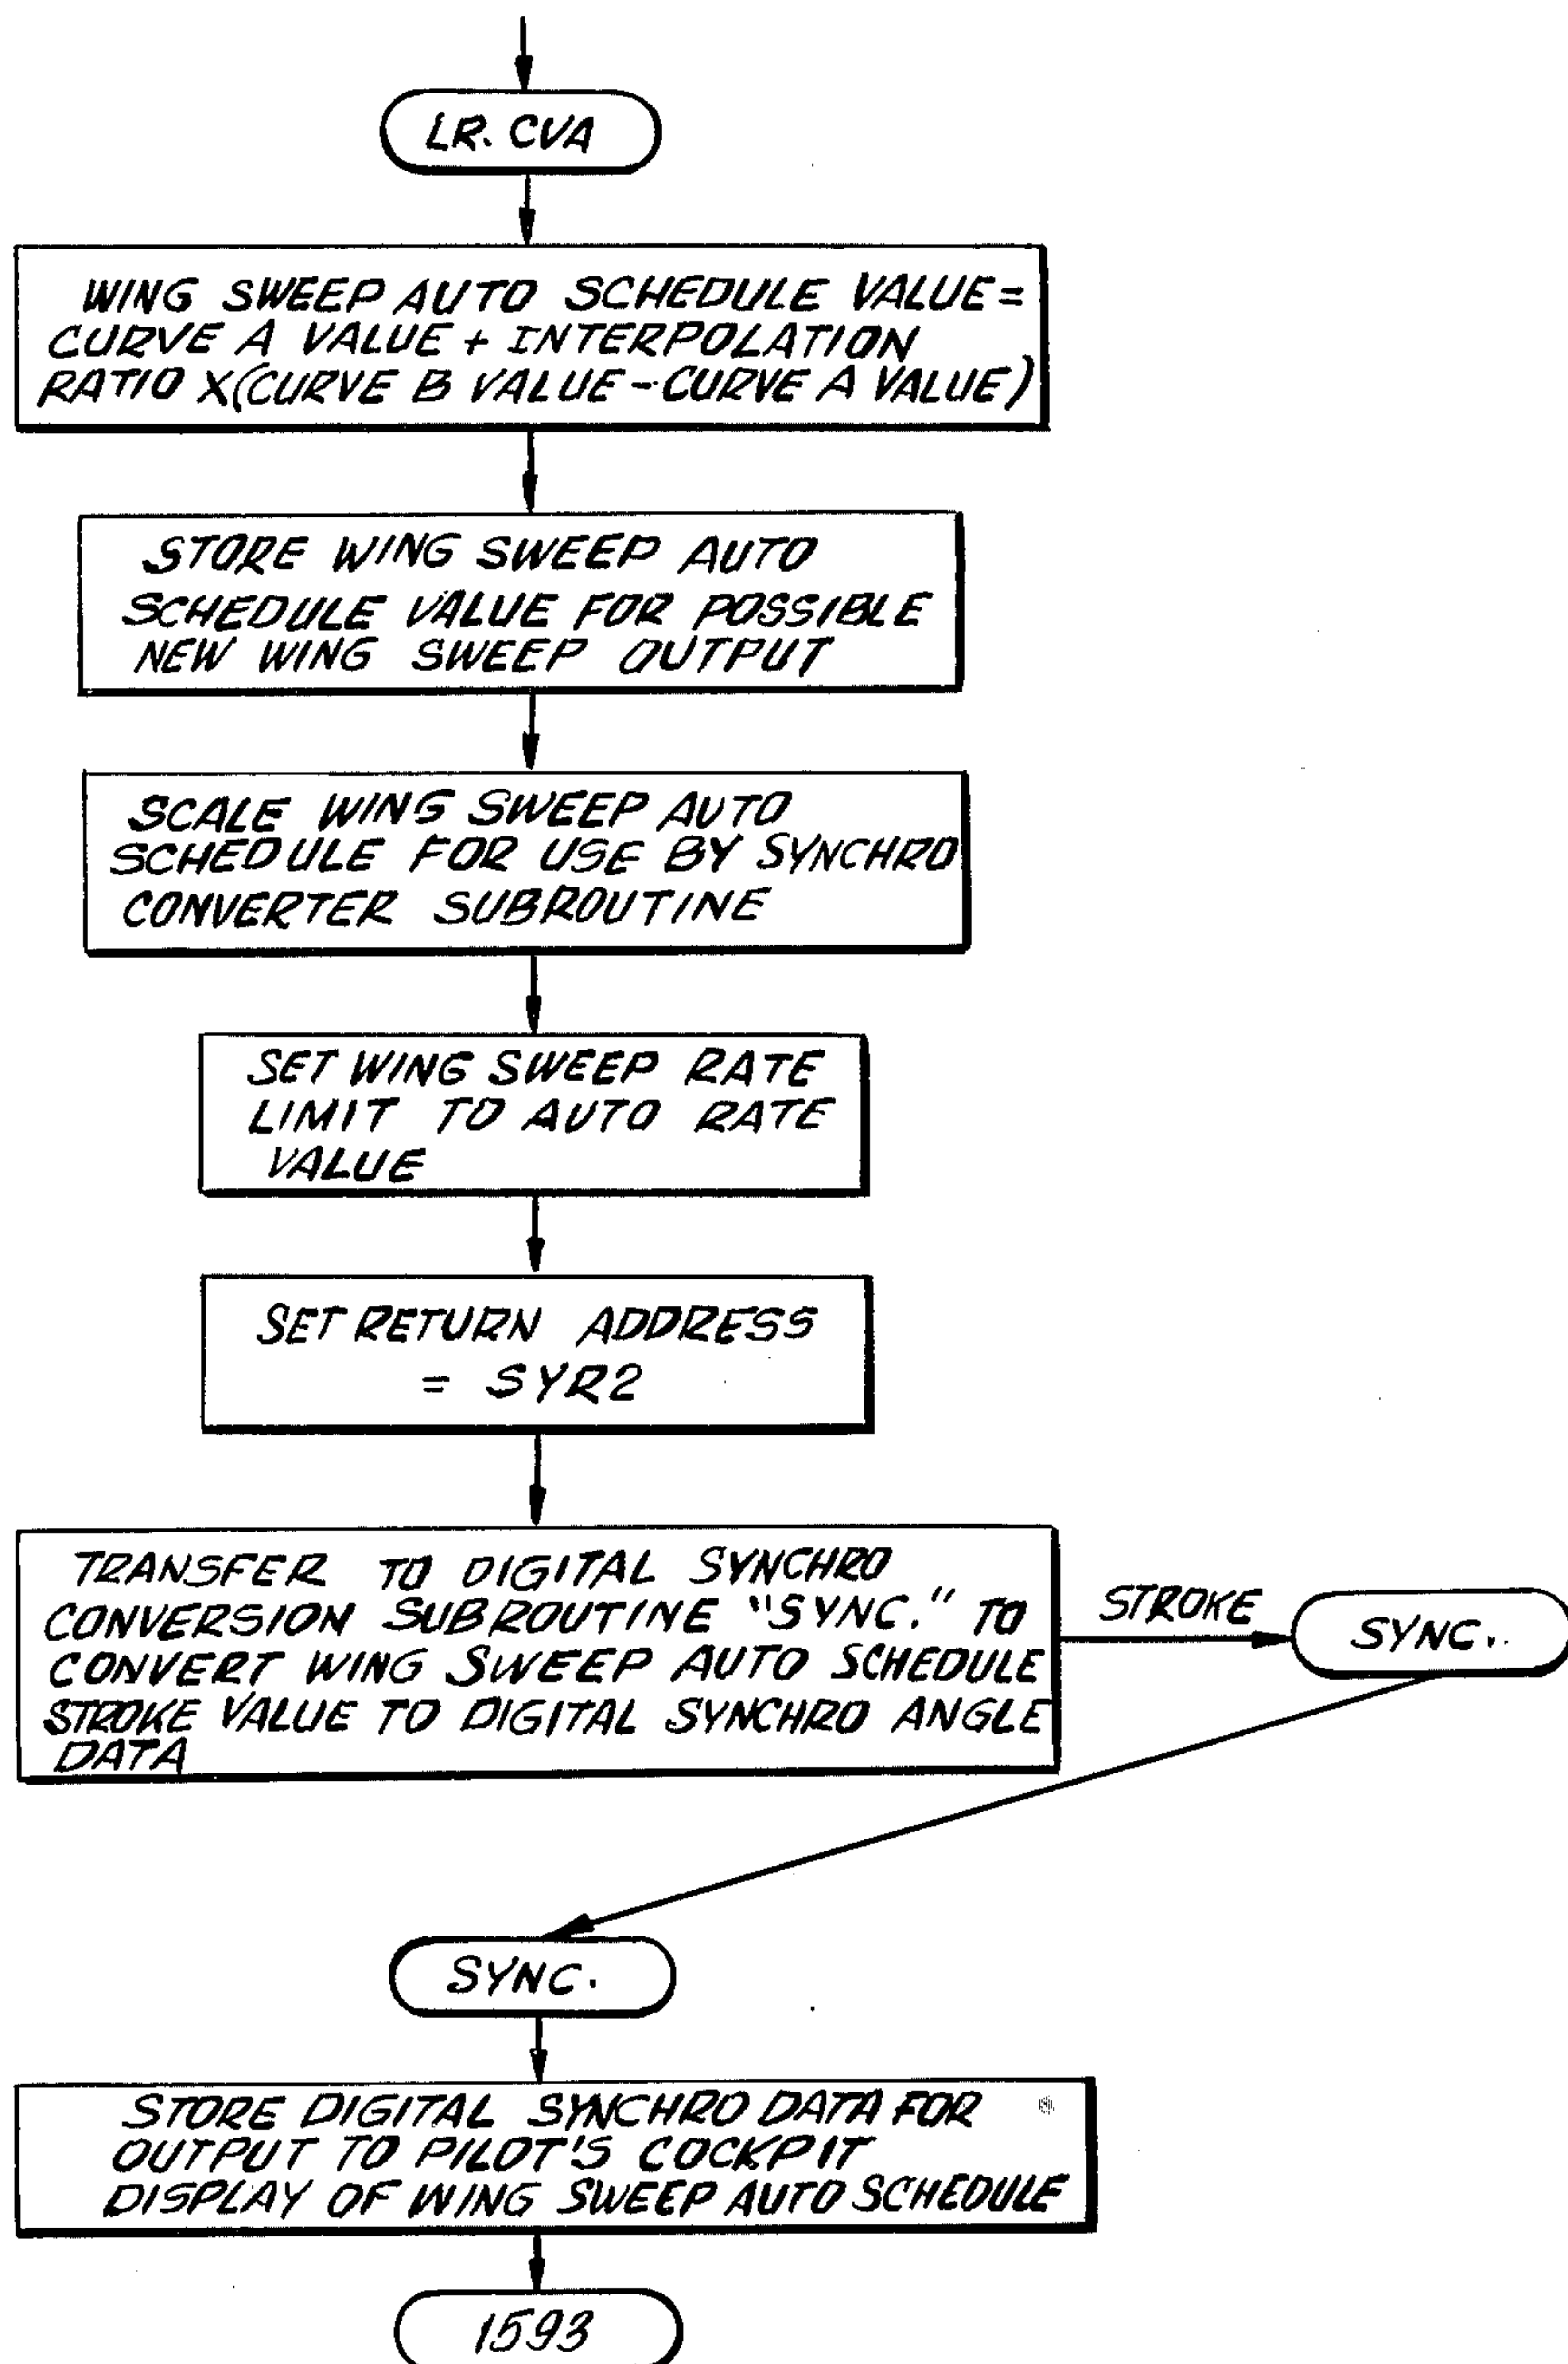 LR. CVA
WING SWEEP AUTO SCHEDULE VALUE =
CURVE A VALUE + INTERPOLATION
RATIO X (CURVE B VALUE - CURVE A VALUE)
STORE WING SWEEP AUTO
SCHEDULE VALUE FOR POSSIBLE
NEW WING SWEEP OUTPUT
SCALE WING SWEEP AUTO
SCHEDULE FOR USE BY SYNCHRO
CONVERTER SUBROUTINE
SET WING SWEEP RATE
LIMIT TO AUTO RATE
VALUE
SET RETURN ADDRESS
= SYR2
TRANSFER TO DIGITAL SYNCHRO
CONVERSION SUBROUTINE "SYNC." TO
CONVERT WING SWEEP AUTO SCHEDULE
STROKE VALUE TO DIGITAL SYNCHRO ANGLE
DATA
STROKE
SYNC.
SYNC.
STORE DIGITAL SYNCHRO DATA FOR
OUTPUT TO PILOT'S COCKPIT
DISPLAY OF WING SWEEP AUTO SCHEDULE
1593